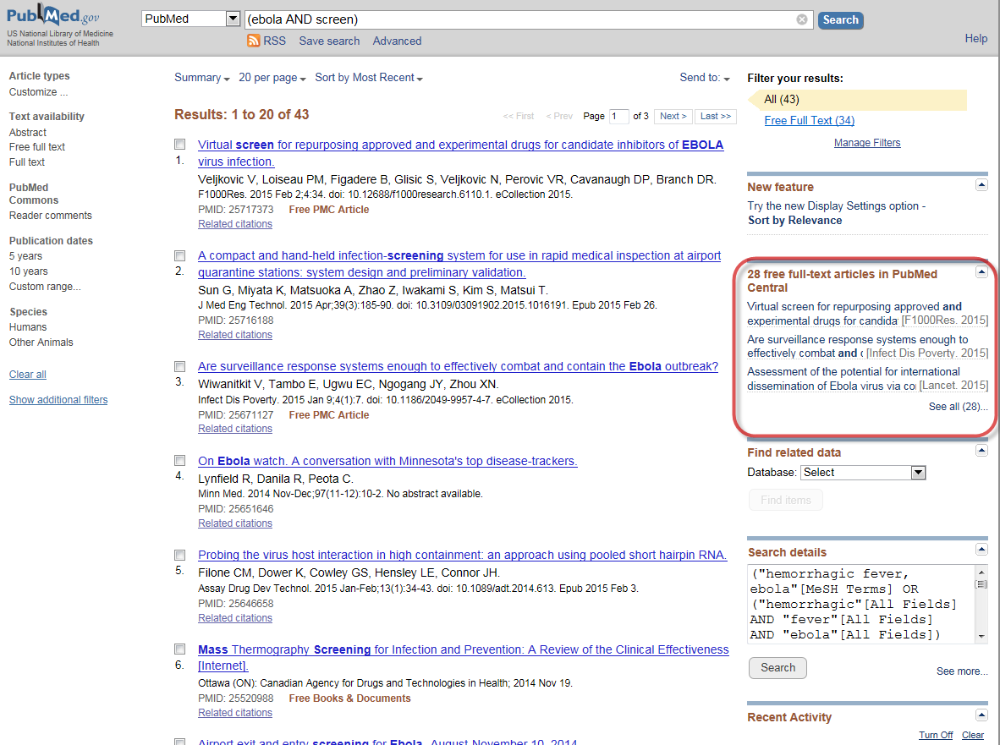 PubMed.gov
US National Library of Medicine
National Institutes of Health
PubMed
(ebola AND screen)
Search
RSS Save search Advanced
Help
Article types
Customize ...
Text availability
Abstract
Free full text
Full text
PubMed
Commons
Reader comments
Publication dates
5 years
10 years
Custom range...
Species
Humans
Other Animals
Clear all
Show additional filters
Summary 20 per page Sort by Most Recent Send to:
Results: 1 to 20 of 43
<< First < Prev Page 1 of 3 Next > Last >>
1. Virtual screen for repurposing approved and experimental drugs for candidate inhibitors of EBOLA
virus infection.
Veljkovic V, Loiseau PM, Figadere B, Glisic S, Veljkovic N, Perovic VR, Cavanaugh DP, Branch DR.
F1000Res. 2015 Feb 2;4:34. doi: 10.12688/f1000research.6110.1. eCollection 2015.
PMID: 25717373 Free PMC Article
Related citations
2. A compact and hand-held infection-screening system for use in rapid medical inspection at airport
quarantine stations: system design and preliminary validation.
Sun G, Miyata K, Matsuoka A, Zhao Z, Iwakami S, Kim S, Matsui T.
J Med Eng Technol. 2015 Apr;39(3):185-90. doi: 10.3109/03091902.2015.1016191. Epub 2015 Feb 26.
PMID: 25716188
Related citations
3. Are surveillance response systems enough to effectively combat and contain the Ebola outbreak?
Wiwanitkit V, Tambo E, Ugwu EC, Ngogang JY, Zhou XN.
Infect Dis Poverty. 2015 Jan 9;4(1):7. doi: 10.1186/2049-9957-4-7. eCollection 2015.
PMID: 25671127 Free PMC Article
Related citations
4. On Ebola watch. A conversation with Minnesota's top disease-trackers.
Lynfield R, Danila R, Peota C.
Minn Med. 2014 Nov-Dec;97(11-12):10-2. No abstract available.
PMID: 25651646
Related citations
5. Probing the virus host interaction in high containment: an approach using pooled short hairpin RNA.
Filone CM, Dower K, Cowley GS, Hensley LE, Connor JH.
Assay Drug Dev Technol. 2015 Jan-Feb;13(1):34-43. doi: 10.1089/adt.2014.613. Epub 2015 Feb 3.
PMID: 25646658
Related citations
6. Mass Thermography Screening for Infection and Prevention: A Review of the Clinical Effectiveness
[Internet].
Ottawa (ON): Canadian Agency for Drugs and Technologies in Health; 2014 Nov 19.
PMID: 25520988 Free Books & Documents
Related citations
Airport exit and entry screening for Ebola--August-November 10, 2014.
Filter your results:
All (43)
Free Full Text (34)
Manage Filters
New feature
Try the new Display Settings option -
Sort by Relevance
28 free full-text articles in PubMed
Central
Virtual screen for repurposing approved and
experimental drugs for candida [F1000Res. 2015]
Are surveillance response systems enough to
effectively combat and c [Infect Dis Poverty. 2015]
Assessment of the potential for international
dissemination of Ebola virus via co [Lancet. 2015]
See all (28)...
Find related data
Database: Select
Find items
Search details
("hemorrhagic fever,
ebola"[MeSH Terms] OR
("hemorrhagic"[All Fields]
AND "fever"[All Fields]
AND "ebola"[All Fields])
Search
See more...
Recent Activity
Turn Off Clear